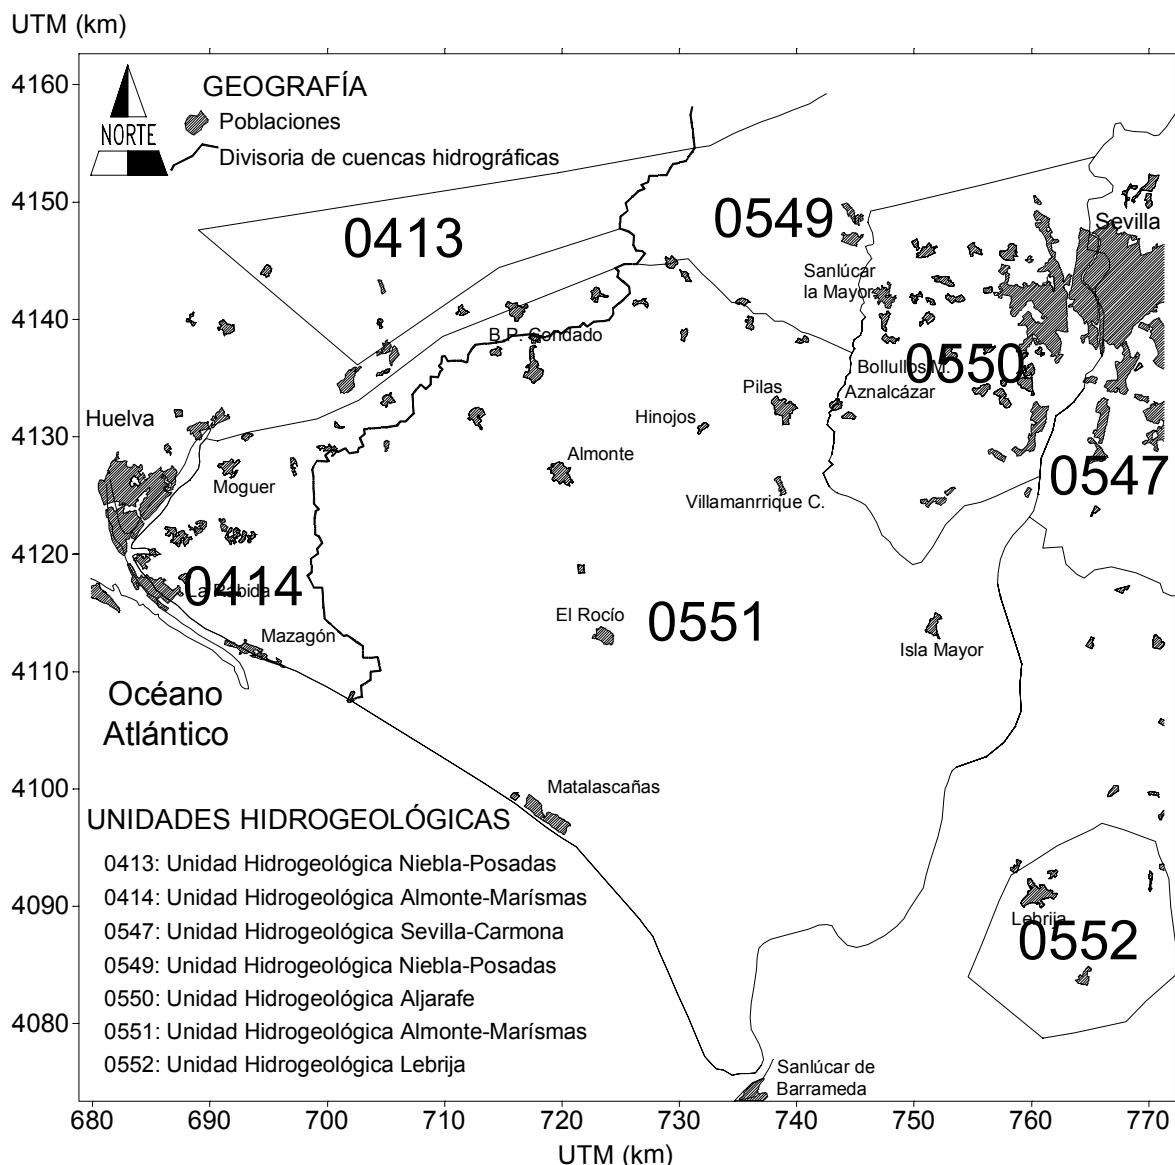 UTM (km)
4160
4150
4140
4130
4120
4110
4100
4090
4080
NORTE
GEOGRAFÍA
Poblaciones
Divisoria de cuencas hidrográficas
0413
0549
Sevilla
Sanlúcar
la Mayor
B.P. Condado
0550
Bollullos M.
Aznalcázar
Pilas
Hinojos
Huelva
Almonte
0547
Moguer
Villamanrrique C.
0414
La Rábida
El Rocío
0551
Mazagón
Isla Mayor
Océano
Atlántico
Matalascañas
UNIDADES HIDROGEOLÓGICAS
0413: Unidad Hidrogeológica Niebla-Posadas
0414: Unidad Hidrogeológica Almonte-Marísmas
0547: Unidad Hidrogeológica Sevilla-Carmona
0549: Unidad Hidrogeológica Niebla-Posadas
0550: Unidad Hidrogeológica Aljarafe
0551: Unidad Hidrogeológica Almonte-Marísmas
0552: Unidad Hidrogeológica Lebrija
Lebrija
0552
Sanlúcar de
Barrameda
680 690 700 710 720 730 740 750 760 770
UTM (km)